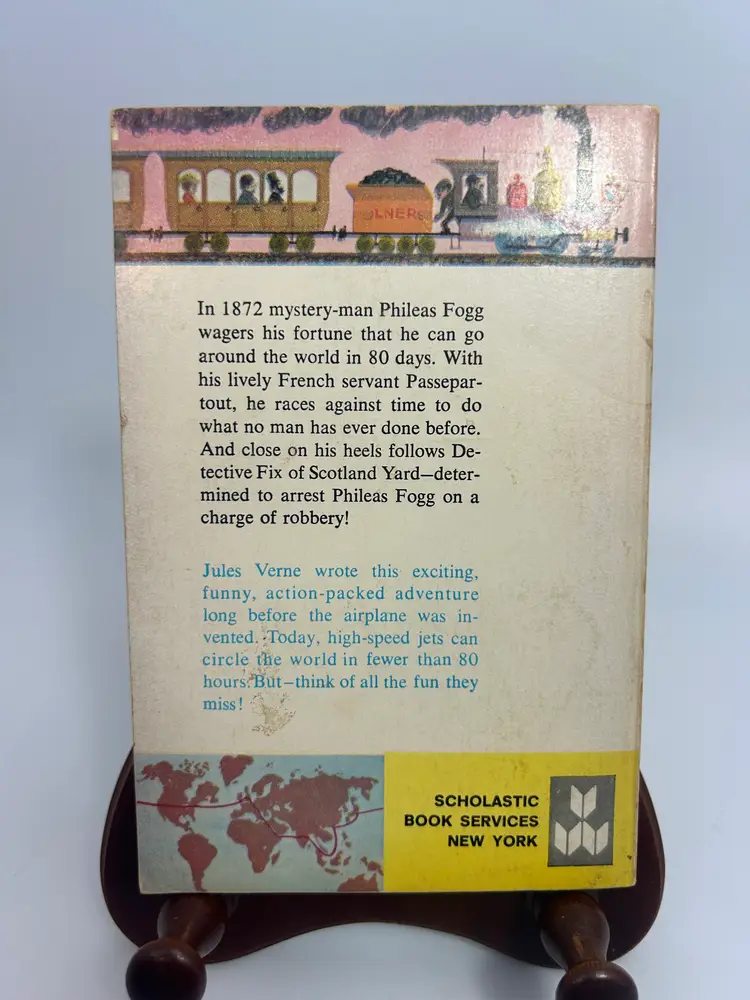 LNER
In 1872 mystery-man Phileas Fogg
wagers his fortune that he can go
around the world in 80 days. With
his lively French servant Passepar-
tout, he races against time to do
what no man has ever done before.
And close on his heels follows De-
tective Fix of Scotland Yard—deter-
mined to arrest Phileas Fogg on a
charge of robbery!
Jules Verne wrote this exciting,
funny, action-packed adventure
long before the airplane was in-
vented. Today, high-speed jets can
circle the world in fewer than 80
hours. But—think of all the fun they
miss!
SCHOLASTIC
BOOK SERVICES
NEW YORK